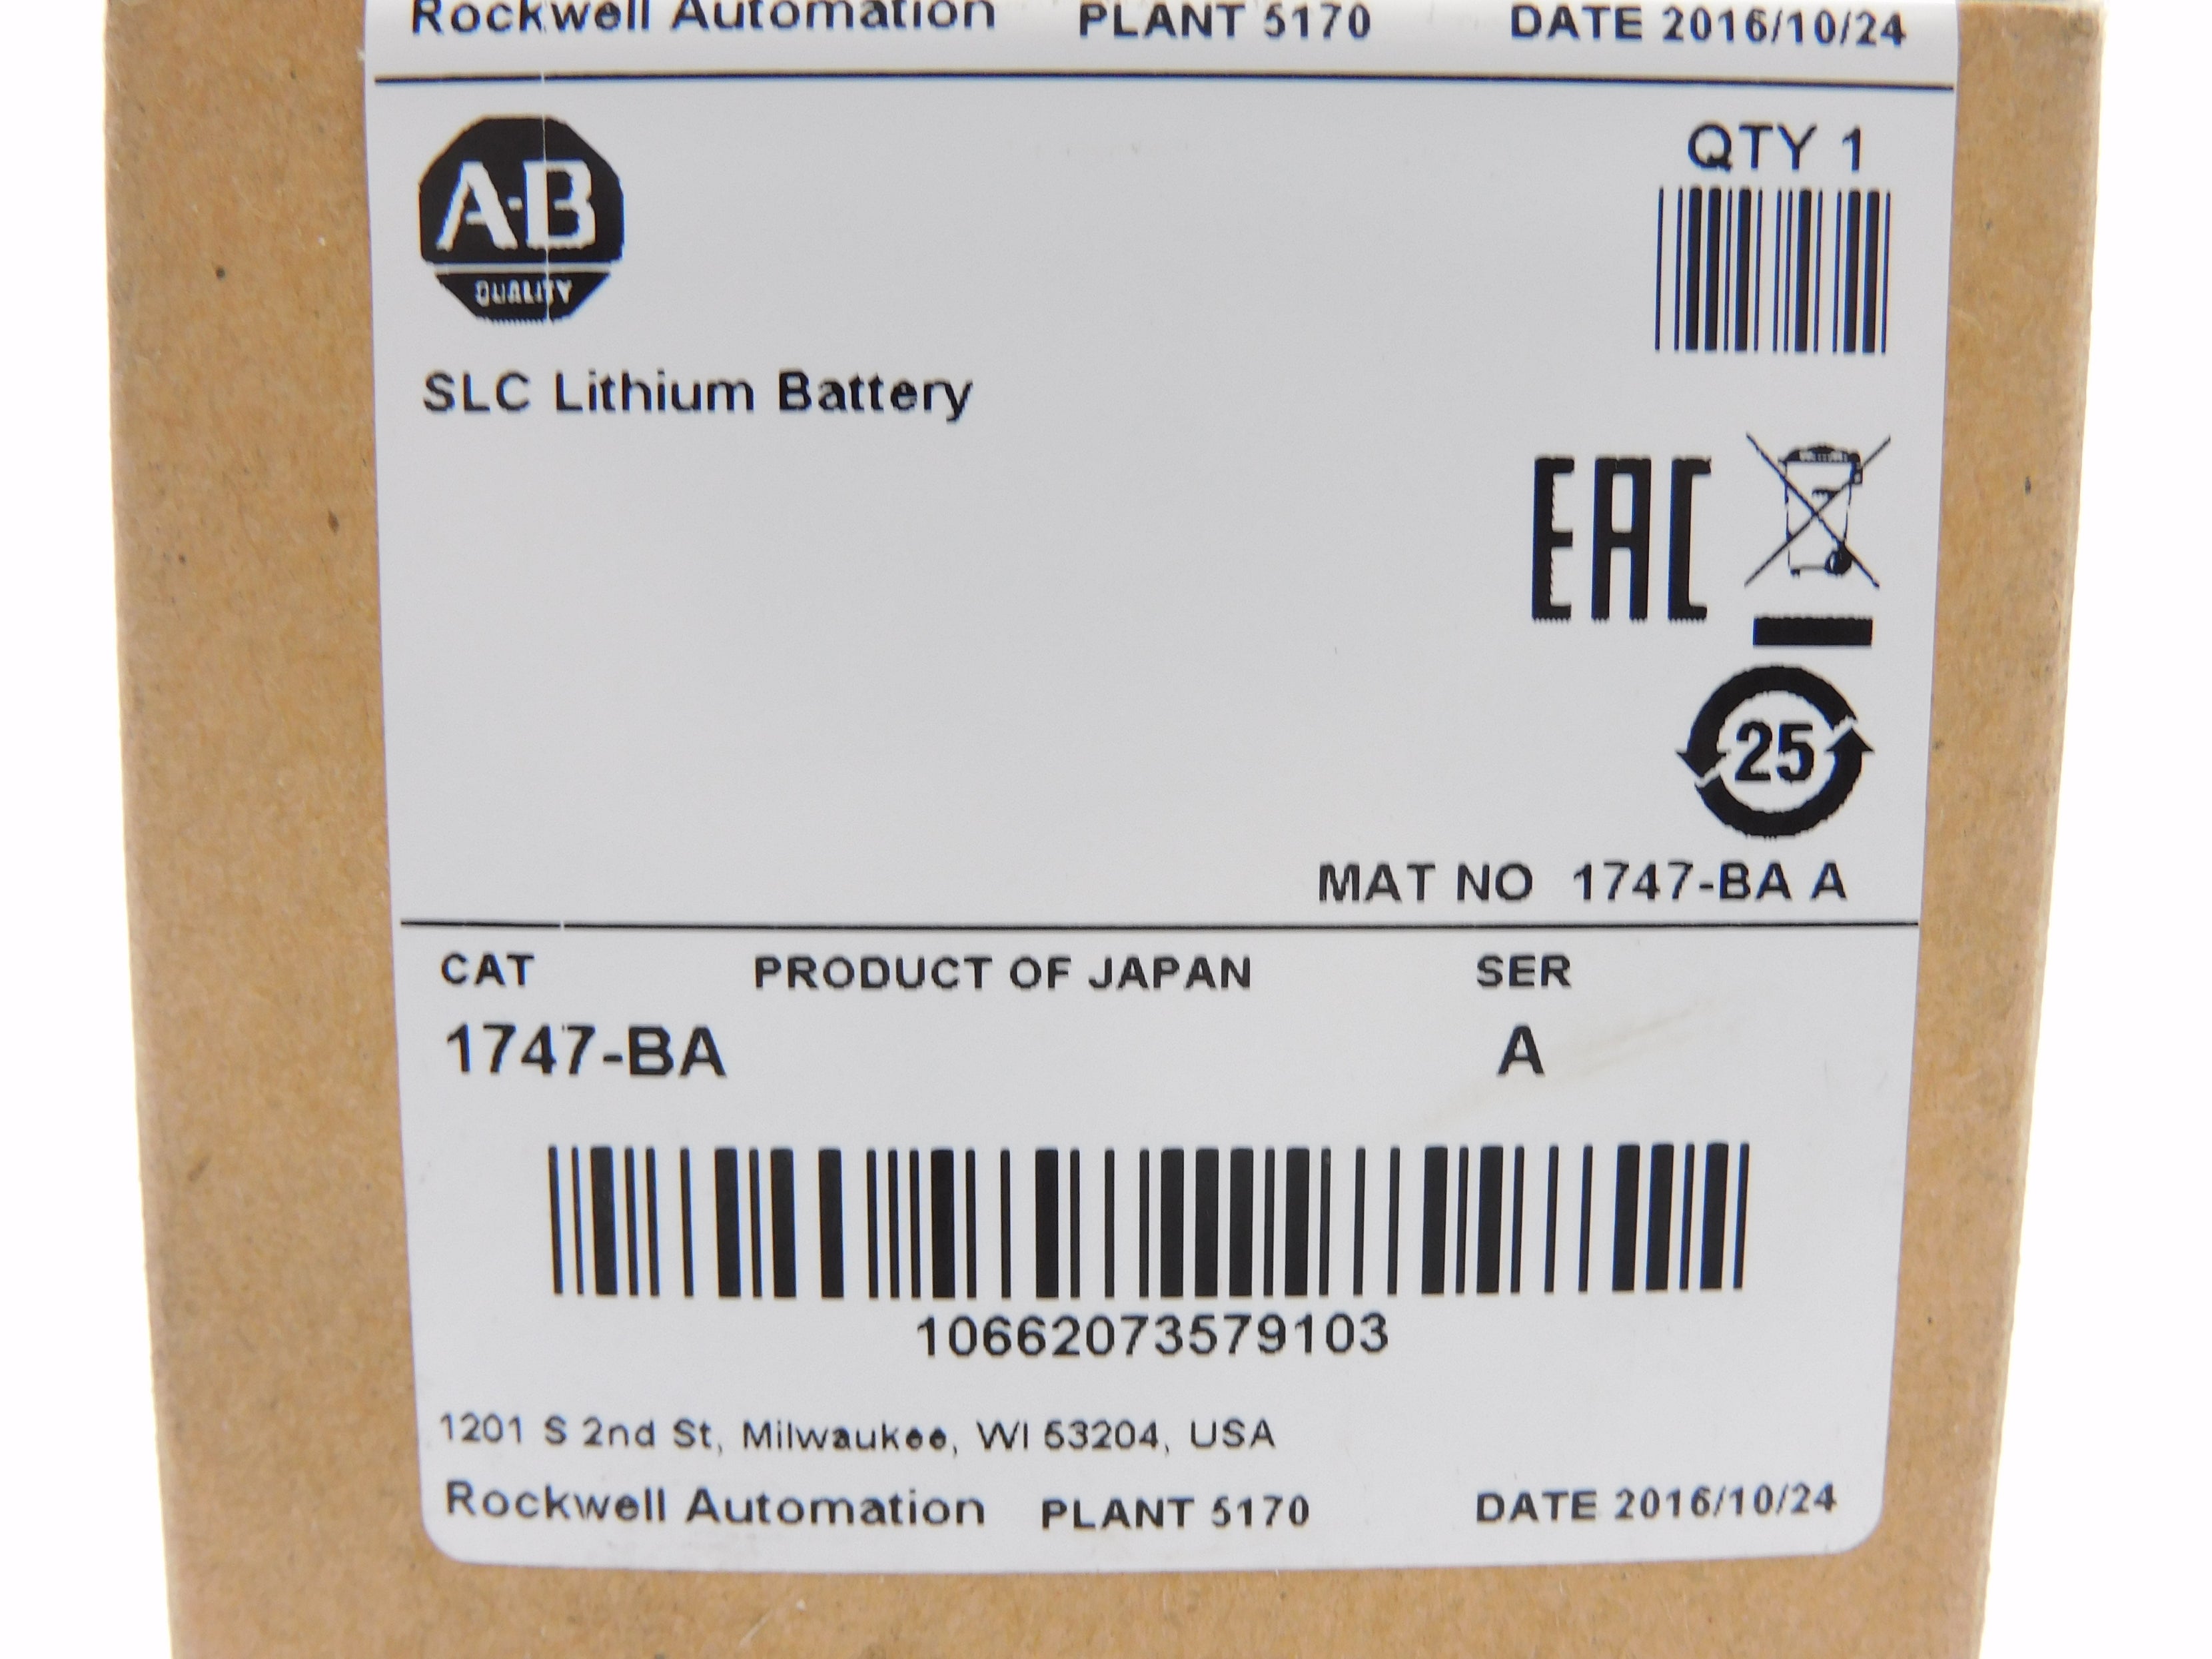 Rockwell Automation PLANT 5170 DATE 2016/10/24
QTY 1
A-B
QUALITY
SLC Lithium Battery
EAC
25
MAT NO 1747-BA A
CAT PRODUCT OF JAPAN SER
1747-BA A
10662073579103
1201 S 2nd St, Milwaukee, WI 53204, USA
Rockwell Automation PLANT 5170 DATE 2016/10/24